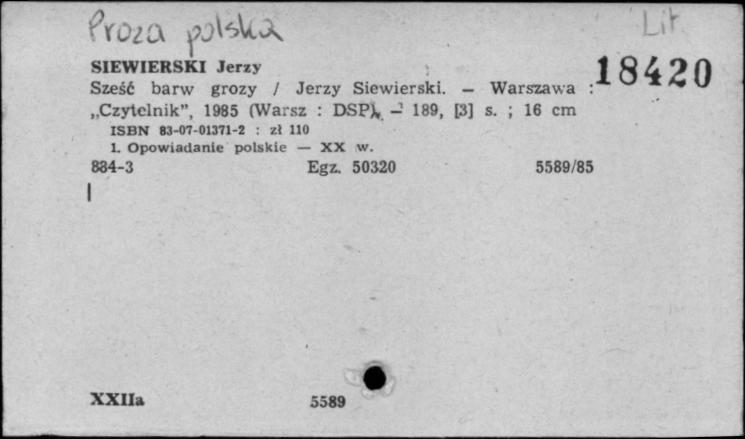 Proza polska
Lit
18420
SIEWIERSKI Jerzy
Sześć barw grozy / Jerzy Siewierski. — Warszawa :
„Czytelnik”, 1985 (Warsz : DSP). — 189, [3] s. ; 16 cm
ISBN 83-07-01371-2 : zł 110
1. Opowiadanie polskie — XX w.
884-3 Egz. 50320 5589/85
XXIIa 5589